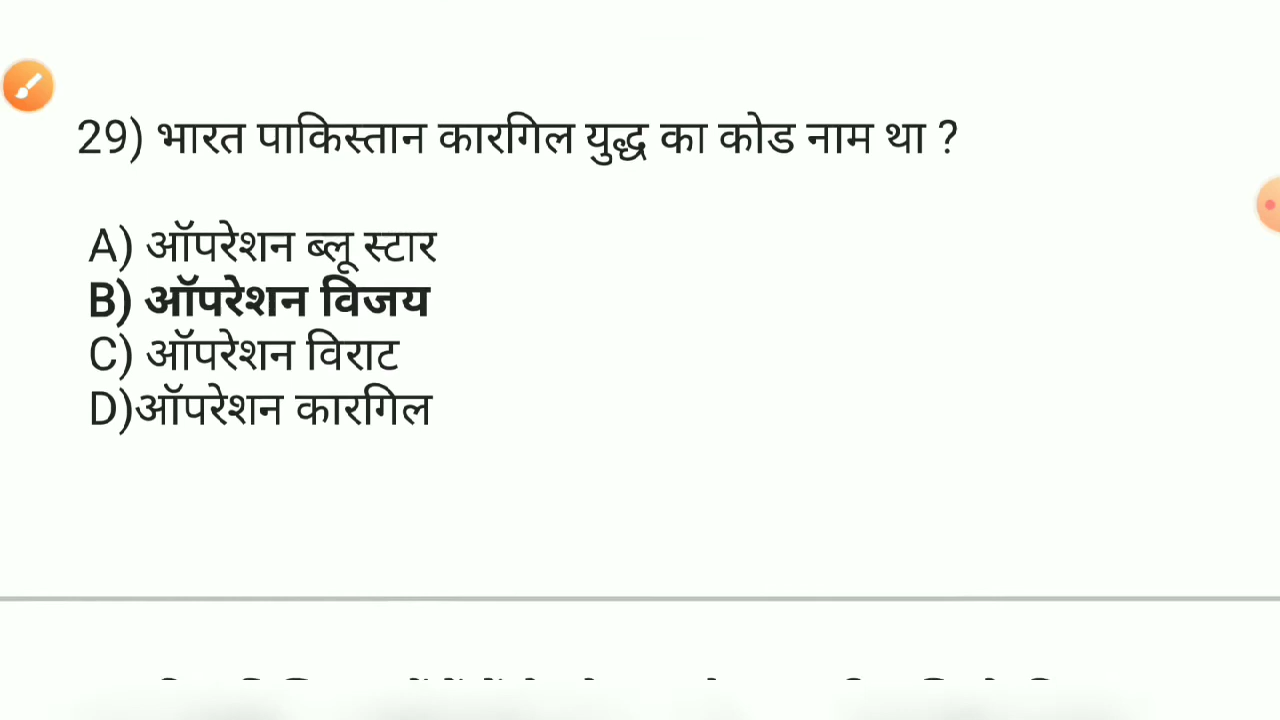 29) भारत पाकिस्तान कारगिल युद्ध का कोड नाम था ?
A) ऑपरेशन ब्लू स्टार
B) ऑपरेशन विजय
C) ऑपरेशन विराट
D)ऑपरेशन कारगिल